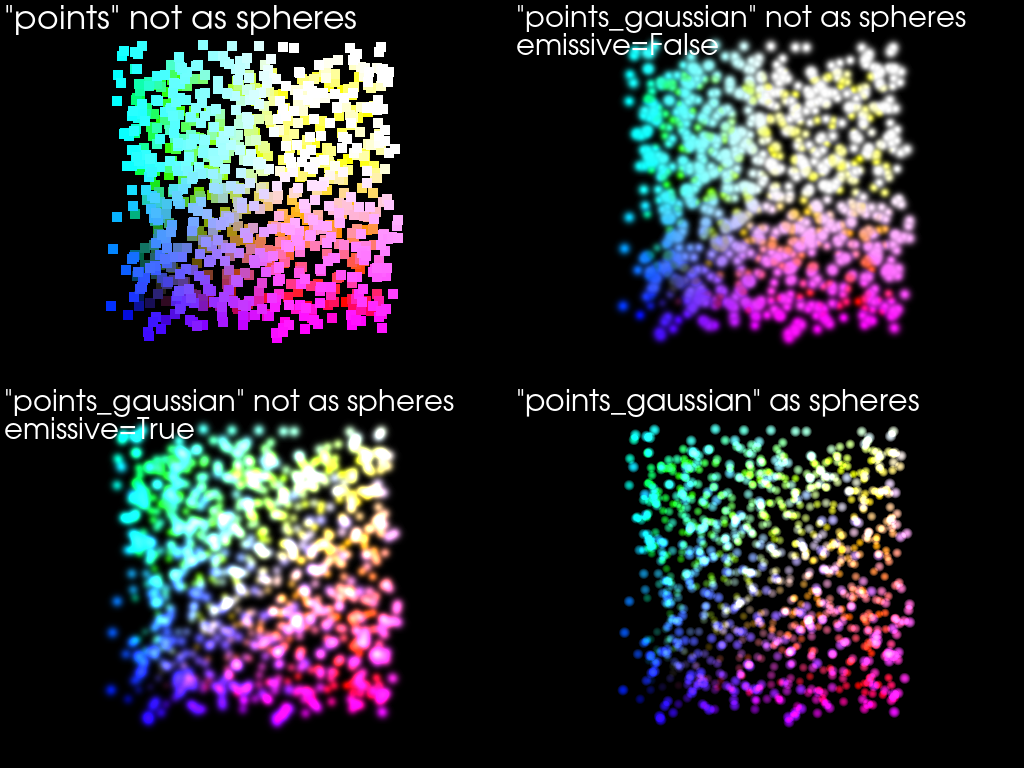 "points" not as spheres
"points_gaussian" not as spheres
emissive=False
"points_gaussian" not as spheres
emissive=True
"points_gaussian" as spheres